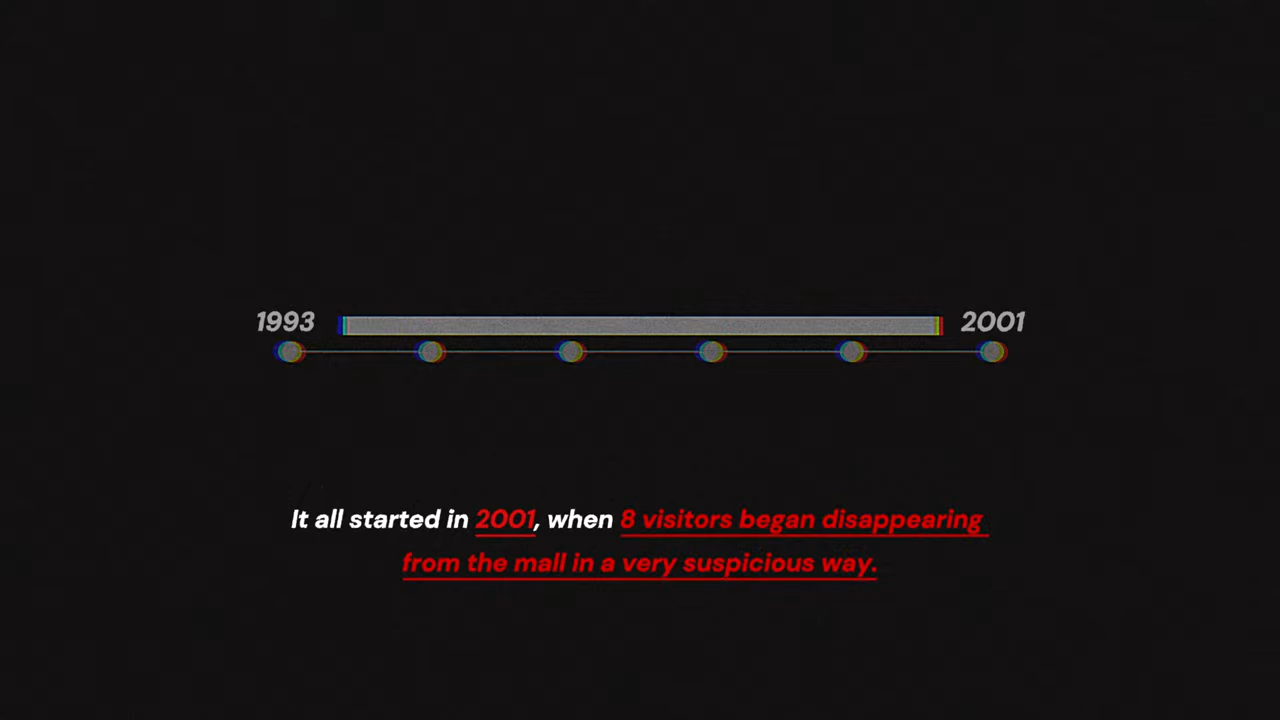 1993 2001
It all started in 2001, when 8 visitors began disappearing
from the mall in a very suspicious way.